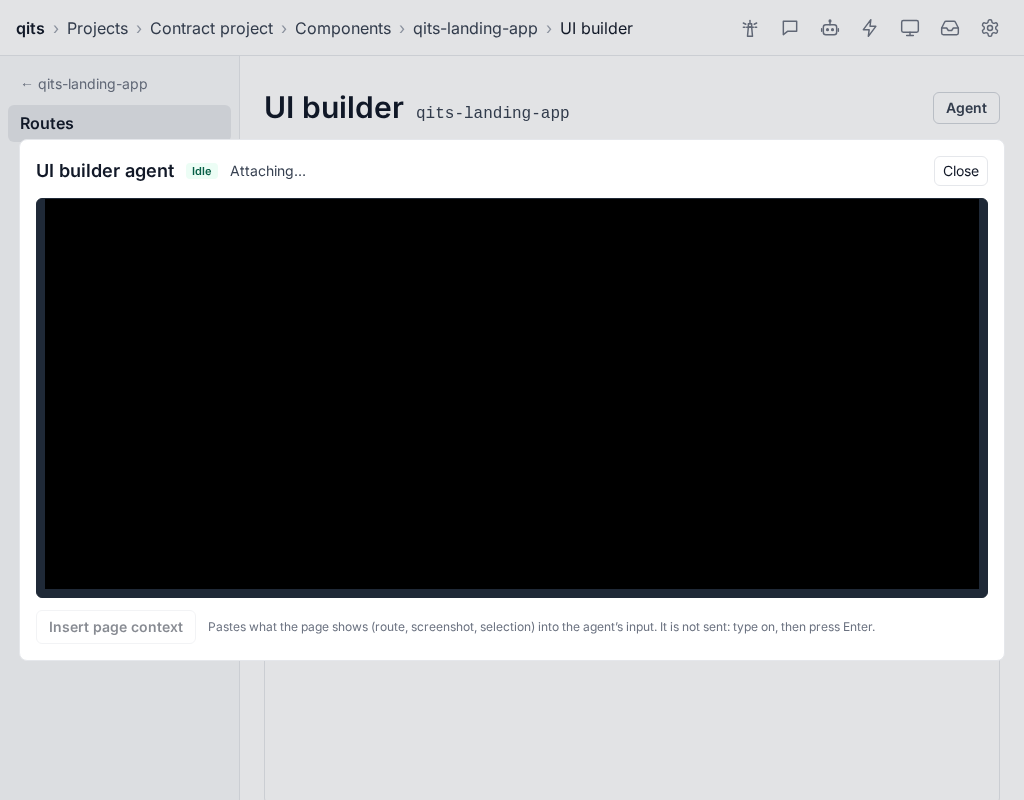 qits › Projects › Contract project › Components › qits-landing-app › UI builder
← qits-landing-app
Routes
UI builder qits-landing-app
Agent
UI builder agent Idle Attaching…
Close
Insert page context
Pastes what the page shows (route, screenshot, selection) into the agent’s input. It is not sent: type on, then press Enter.